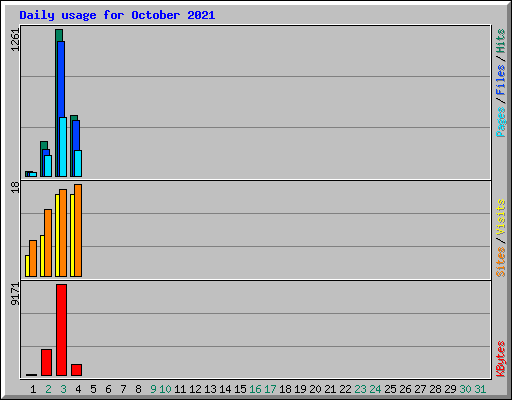 Daily usage for October 2021
1261
Pages / Files / Hits
18
Sites / Visits
9171
KBytes
1 2 3 4 5 6 7 8 9 10 11 12 13 14 15 16 17 18 19 20 21 22 23 24 25 26 27 28 29 30 31